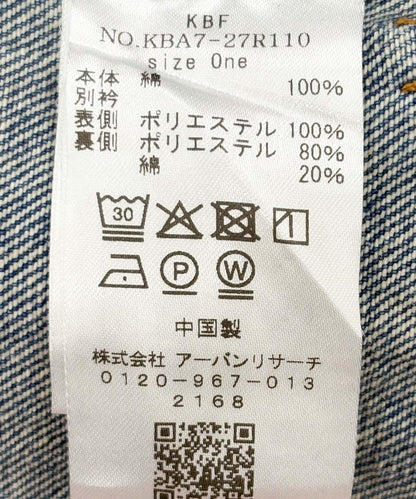 KBF
NO.KBA7-27R110
size One
本体 綿 100%
別衿
表側 ポリエステル 100%
裏側 ポリエステル 80%
綿 20%
30
P W
中国製
株式会社 アーバンリサーチ
0120-967-013
2168